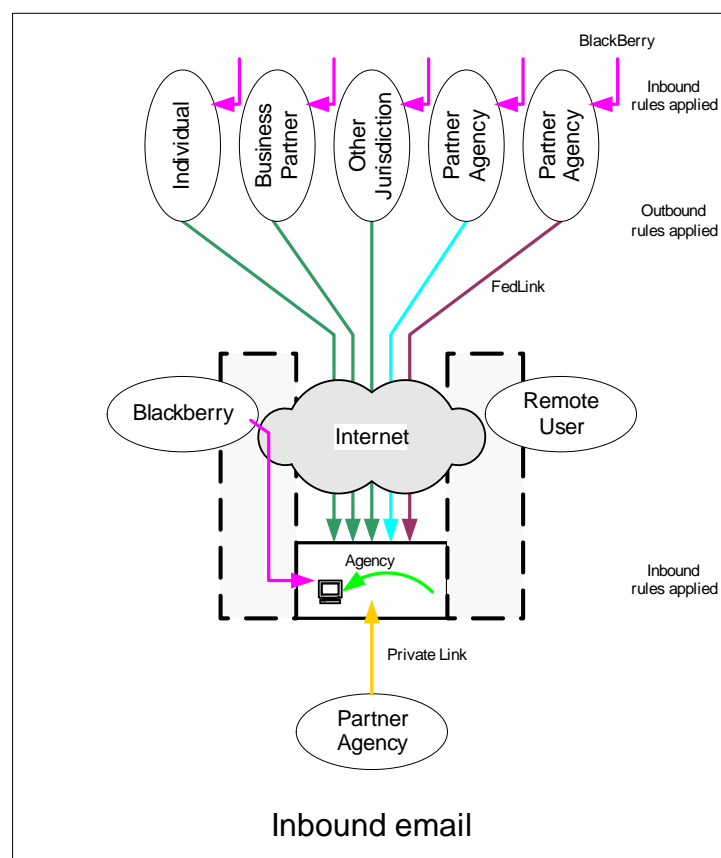 BlackBerry
Inbound
rules applied
Individual
Business
Partner
Other
Jurisdiction
Partner
Agency
Partner
Agency
Outbound
rules applied
FedLink
Blackberry
Internet
Remote
User
Agency
Inbound
rules applied
Private Link
Partner
Agency
Inbound email